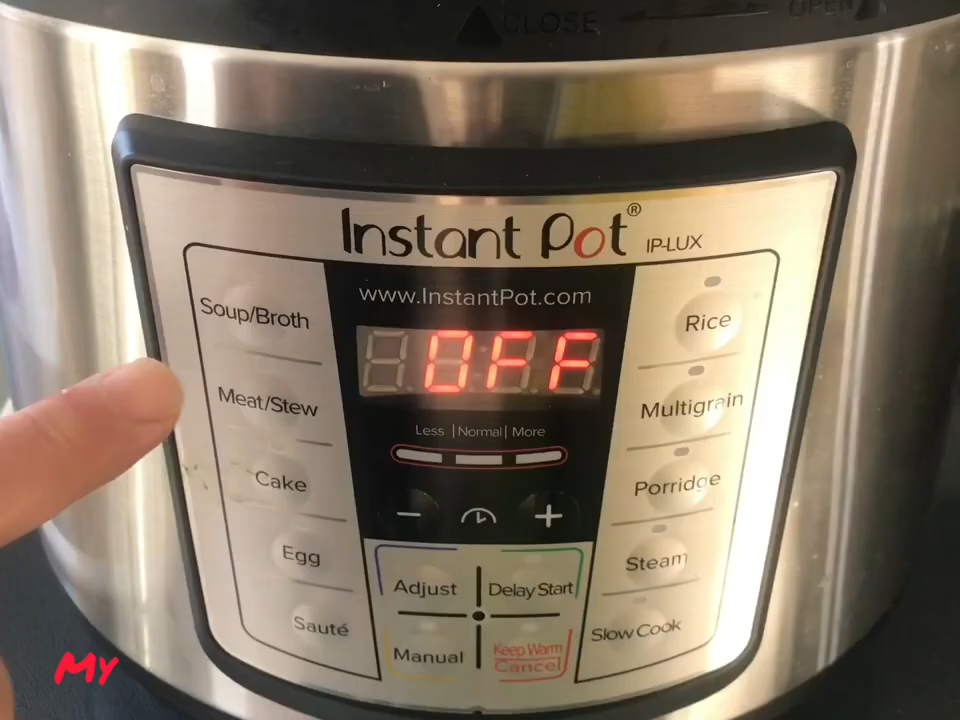 CLOSE
OPEN
Instant Pot® IP-LUX
www.InstantPot.com
OFF
Less | Normal | More
Soup/Broth
Meat/Stew
Cake
Egg
Sauté
Rice
Multigrain
Porridge
Steam
Slow Cook
− +
Adjust
Delay Start
Manual
Keep Warm
Cancel
MY